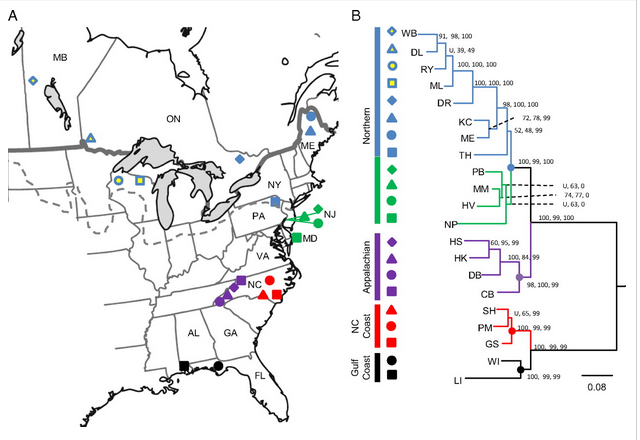 A
MB
ON
ME
NY
PA
NJ
MD
VA
NC
AL
GA
FL
B
Northern
Appalachian
NC
Coast
Gulf
Coast
WB
91, 98, 100
DL
U, 39, 49
RY
100, 100, 100
ML
100, 100, 100
DR
98, 100, 100
KC
72, 78, 99
ME
52, 48, 99
TH
100, 99, 100
PB
U, 63, 0
MM
74, 77, 0
HV
U, 63, 0
NP
100, 99, 100
HS
60, 95, 99
HK
100, 84, 99
DB
98, 100, 99
CB
SH
U, 65, 99
PM
100, 99, 99
GS
100, 99, 99
WI
100, 99, 99
LI
0.08